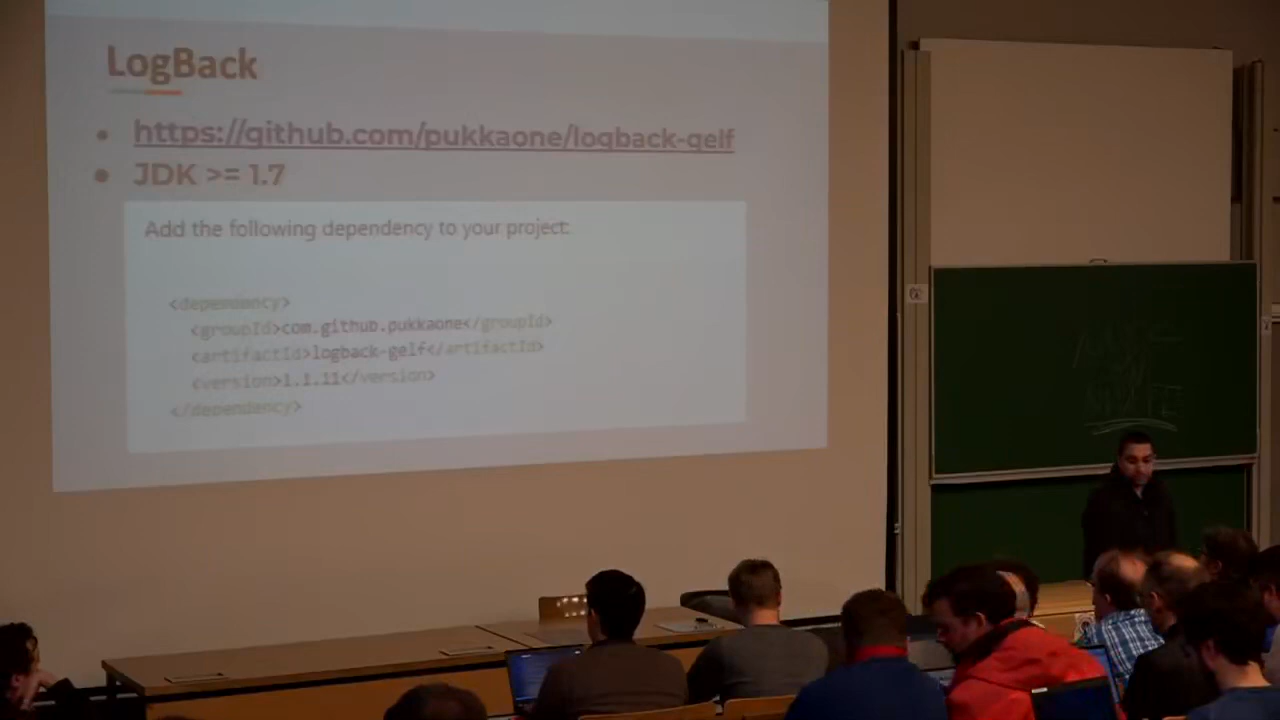 LogBack
• https://github.com/pukkaone/logback-gelf
• JDK >= 1.7
Add the following dependency to your project:
<dependency>
<groupId>com.github.pukkaone</groupId>
<artifactId>logback-gelf</artifactId>
<version>1.1.11</version>
</dependency>